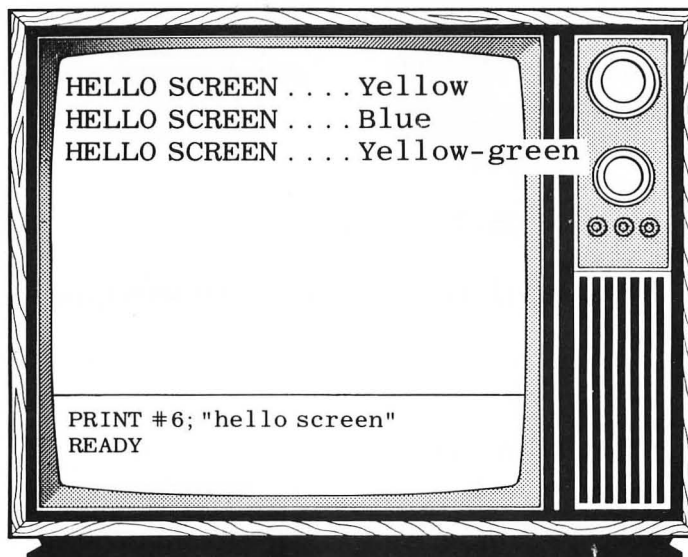 HELLO SCREEN .... Yellow
HELLO SCREEN .... Blue
HELLO SCREEN .... Yellow-green
PRINT #6; "hello screen"
READY